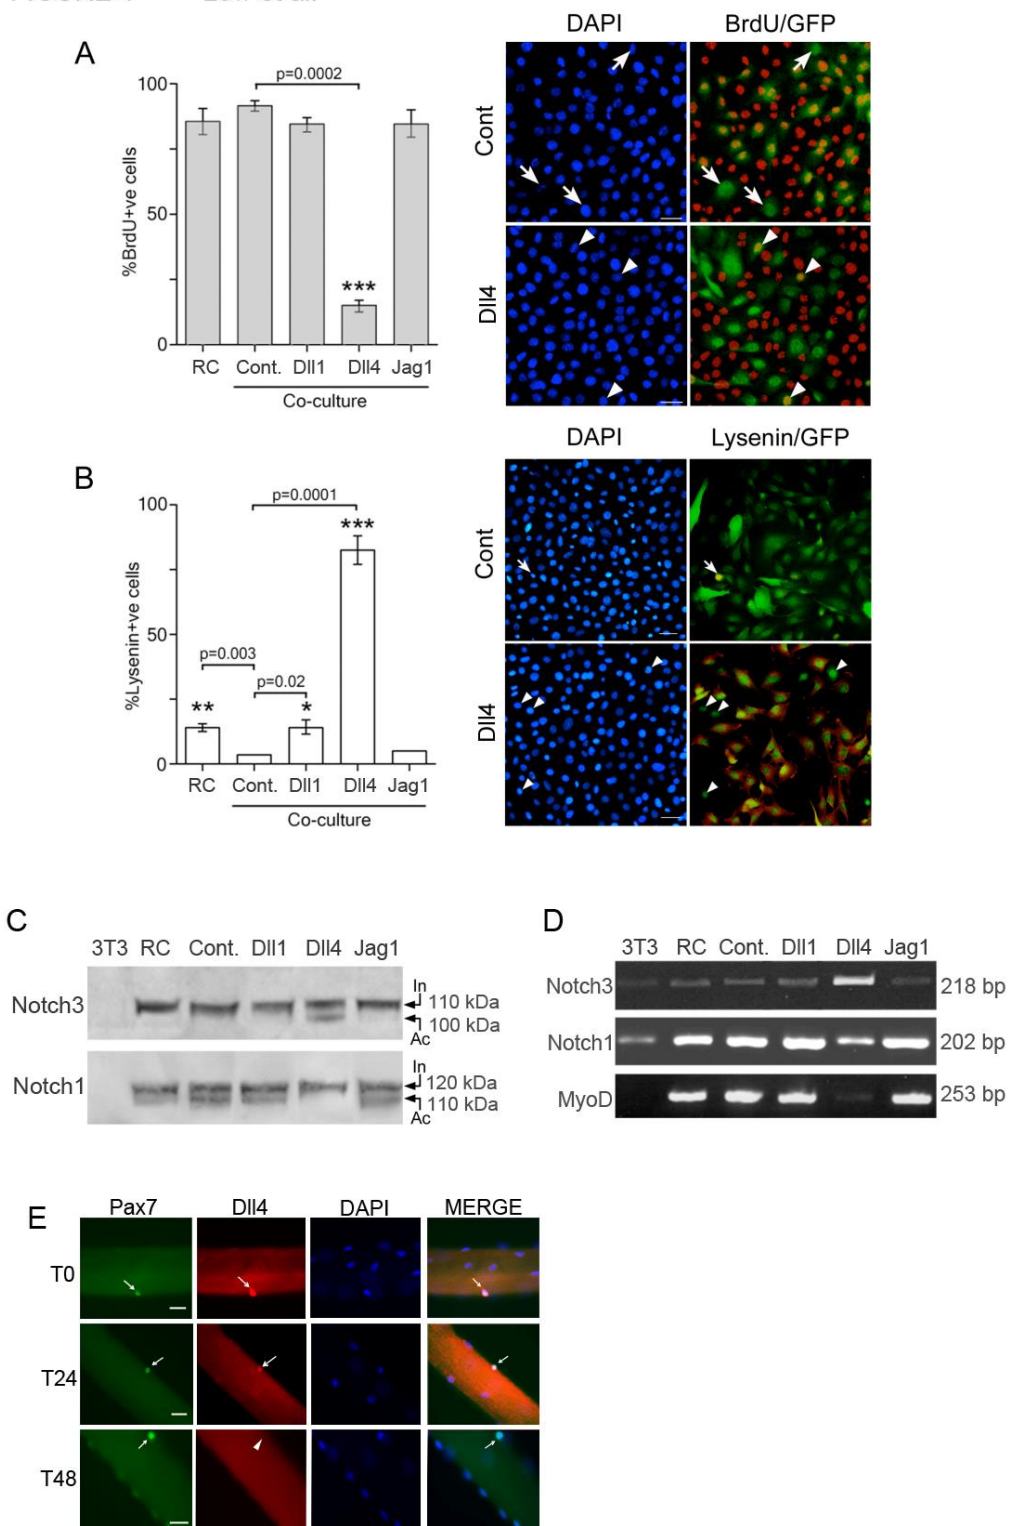 A
%BrdU+ve cells
100
50
0
p=0.0002
***
RC Cont. Dll1 Dll4 Jag1
Co-culture
DAPI BrdU/GFP
Cont
Dll4
B
%Lysenin+ve cells
100
50
0
p=0.0001
***
p=0.003
p=0.02
**
*
RC Cont. Dll1 Dll4 Jag1
Co-culture
DAPI Lysenin/GFP
Cont
Dll4
C
3T3 RC Cont. Dll1 Dll4 Jag1
Notch3
In
110 kDa
100 kDa
Ac
Notch1
In
120 kDa
110 kDa
Ac
D
3T3 RC Cont. Dll1 Dll4 Jag1
Notch3 218 bp
Notch1 202 bp
MyoD 253 bp
E
Pax7 Dll4 DAPI MERGE
T0
T24
T48